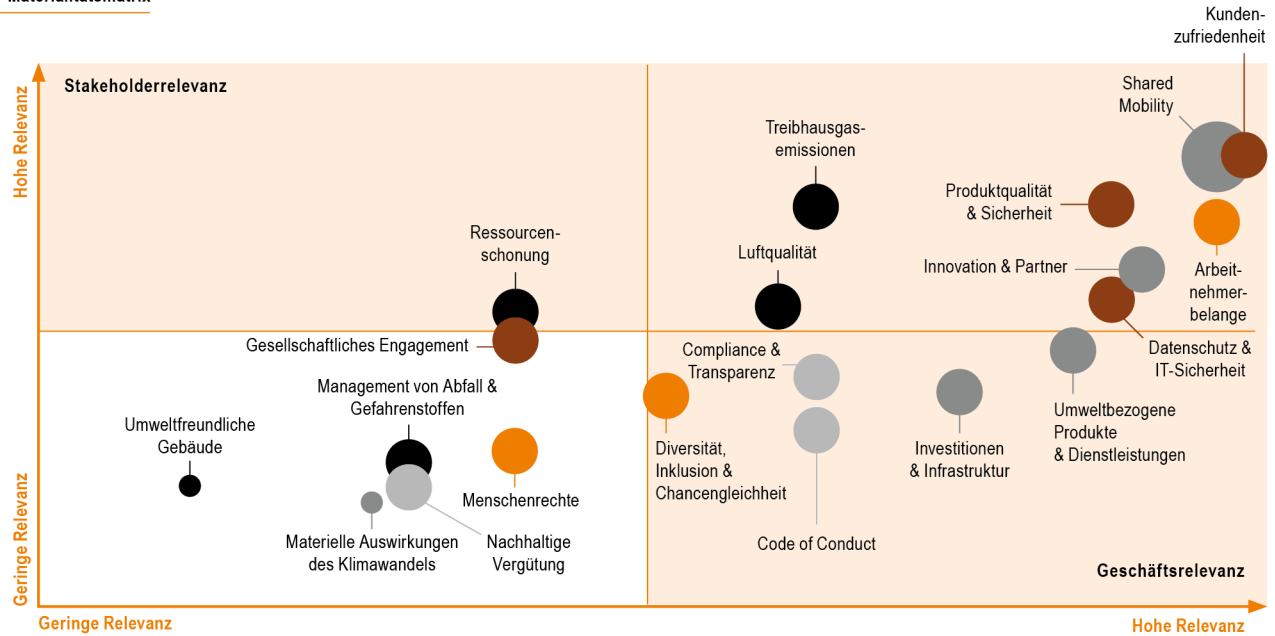 Materialitätsmatrix
Kunden-
zufriedenheit
Hohe Relevanz
Stakeholderrelevanz
Shared
Mobility
Treibhausgas-
emissionen
Produktqualität
& Sicherheit
Ressourcen-
schonung
Luftqualität
Innovation & Partner
Arbeit-
nehmer-
belange
Gesellschaftliches Engagement
Compliance &
Transparenz
Datenschutz &
IT-Sicherheit
Management von Abfall &
Gefahrenstoffen
Umweltfreundliche
Gebäude
Umweltbezogene
Produkte
& Dienstleistungen
Diversität,
Inklusion &
Chancengleichheit
Investitionen
& Infrastruktur
Menschenrechte
Materielle Auswirkungen
des Klimawandels
Nachhaltige
Vergütung
Code of Conduct
Geringe Relevanz
Geschäftsrelevanz
Geringe Relevanz
Hohe Relevanz